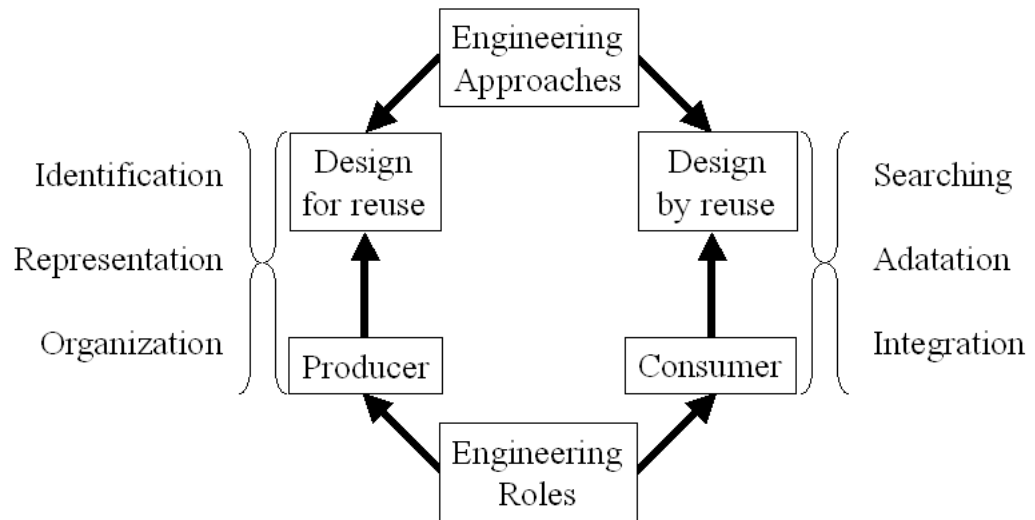 Engineering
Approaches
Identification
Representation
Organization
Design
for reuse
Producer
Design
by reuse
Consumer
Searching
Adatation
Integration
Engineering
Roles